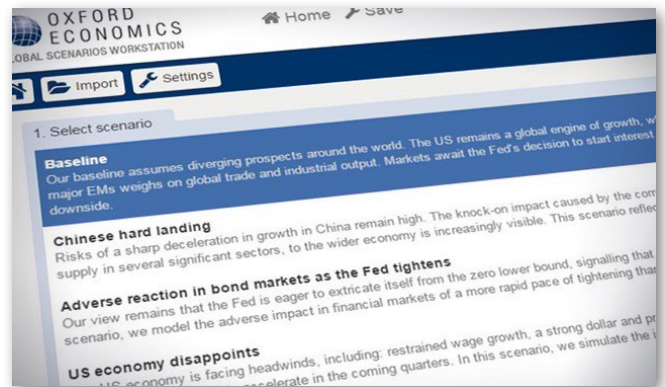 OXFORD
ECONOMICS
OBAL SCENARIOS WORKSTATION
Home
Save
Import
Settings
1. Select scenario
Baseline
Our baseline assumes diverging prospects around the world. The US remains a global engine of growth, w
major EMs weighs on global trade and industrial output. Markets await the Fed's decision to start interest
downside.
Chinese hard landing
Risks of a sharp deceleration in growth in China remain high. The knock-on impact caused by the
supply in several significant sectors, to the wider economy is increasingly visible. This scenario
Adverse reaction in bond markets as the Fed tightens
Our view remains that the Fed is eager to extricate itself from the zero lower bound, signalling that
scenario, we model the adverse impact in financial markets of a more rapid pace of tightening than
US economy disappoints
US economy is facing headwinds, including: restrained wage growth, a strong dollar and
in the coming quarters. In this scenario, we simulate the